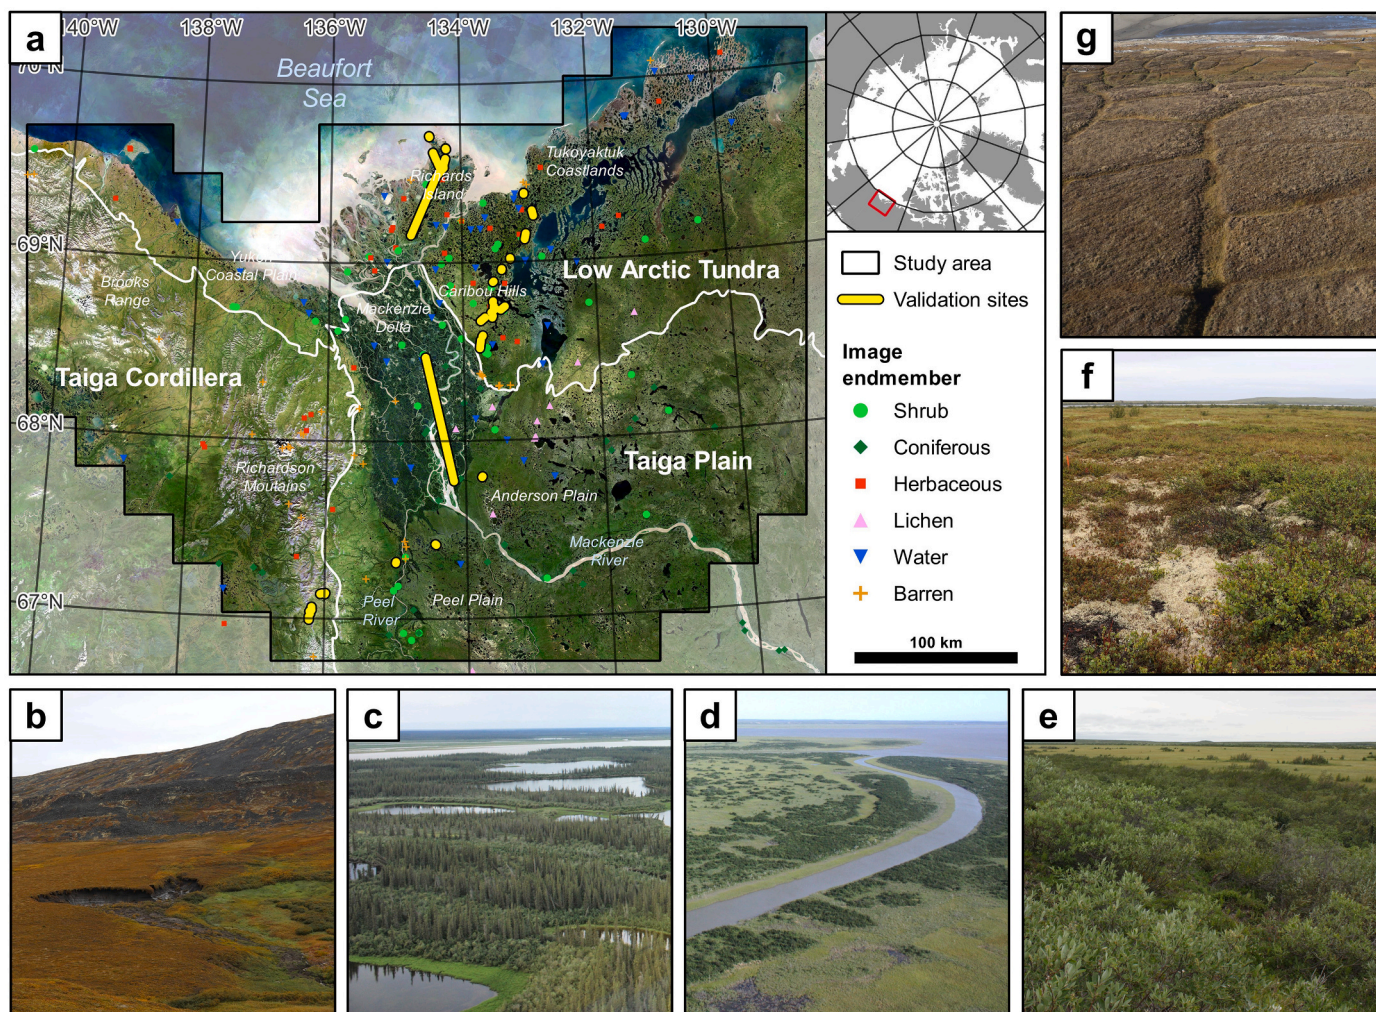 a
140°W
138°W
136°W
134°W
132°W
130°W
70°N
Beaufort
Sea
Tukoyaktuk
Coastlands
Richards
Island
69°N
Yukon
Coastal Plain
Brooks
Range
Low Arctic Tundra
Caribou Hills
Mackenzie
Delta
Taiga Cordillera
68°N
Richardson
Moutains
Taiga Plain
Anderson Plain
Mackenzie
River
67°N
Peel
River
Peel Plain
Study area
Validation sites
Image
endmember
Shrub
Coniferous
Herbaceous
Lichen
Water
Barren
100 km
g
f
b
c
d
e